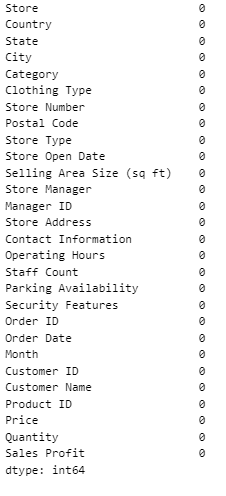 Store 0
Country 0
State 0
City 0
Category 0
Clothing Type 0
Store Number 0
Postal Code 0
Store Type 0
Store Open Date 0
Selling Area Size (sq ft) 0
Store Manager 0
Manager ID 0
Store Address 0
Contact Information 0
Operating Hours 0
Staff Count 0
Parking Availability 0
Security Features 0
Order ID 0
Order Date 0
Month 0
Customer ID 0
Customer Name 0
Product ID 0
Price 0
Quantity 0
Sales Profit 0
dtype: int64